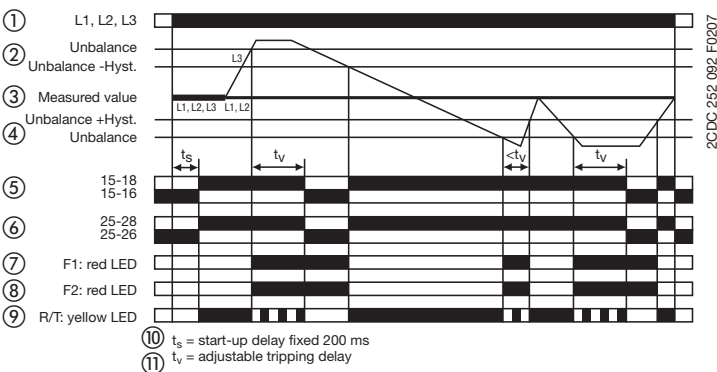 ① L1, L2, L3
② Unbalance
L3
Unbalance -Hyst.
③ Measured value
L1, L2, L3 L1, L2
Unbalance +Hyst.
④ Unbalance
ts tv <tv tv
⑤ 15-18
15-16
⑥ 25-28
25-26
⑦ F1: red LED
⑧ F2: red LED
⑨ R/T: yellow LED
⑩ ts = start-up delay fixed 200 ms
⑪ tv = adjustable tripping delay
2CDC 252 092 F0207